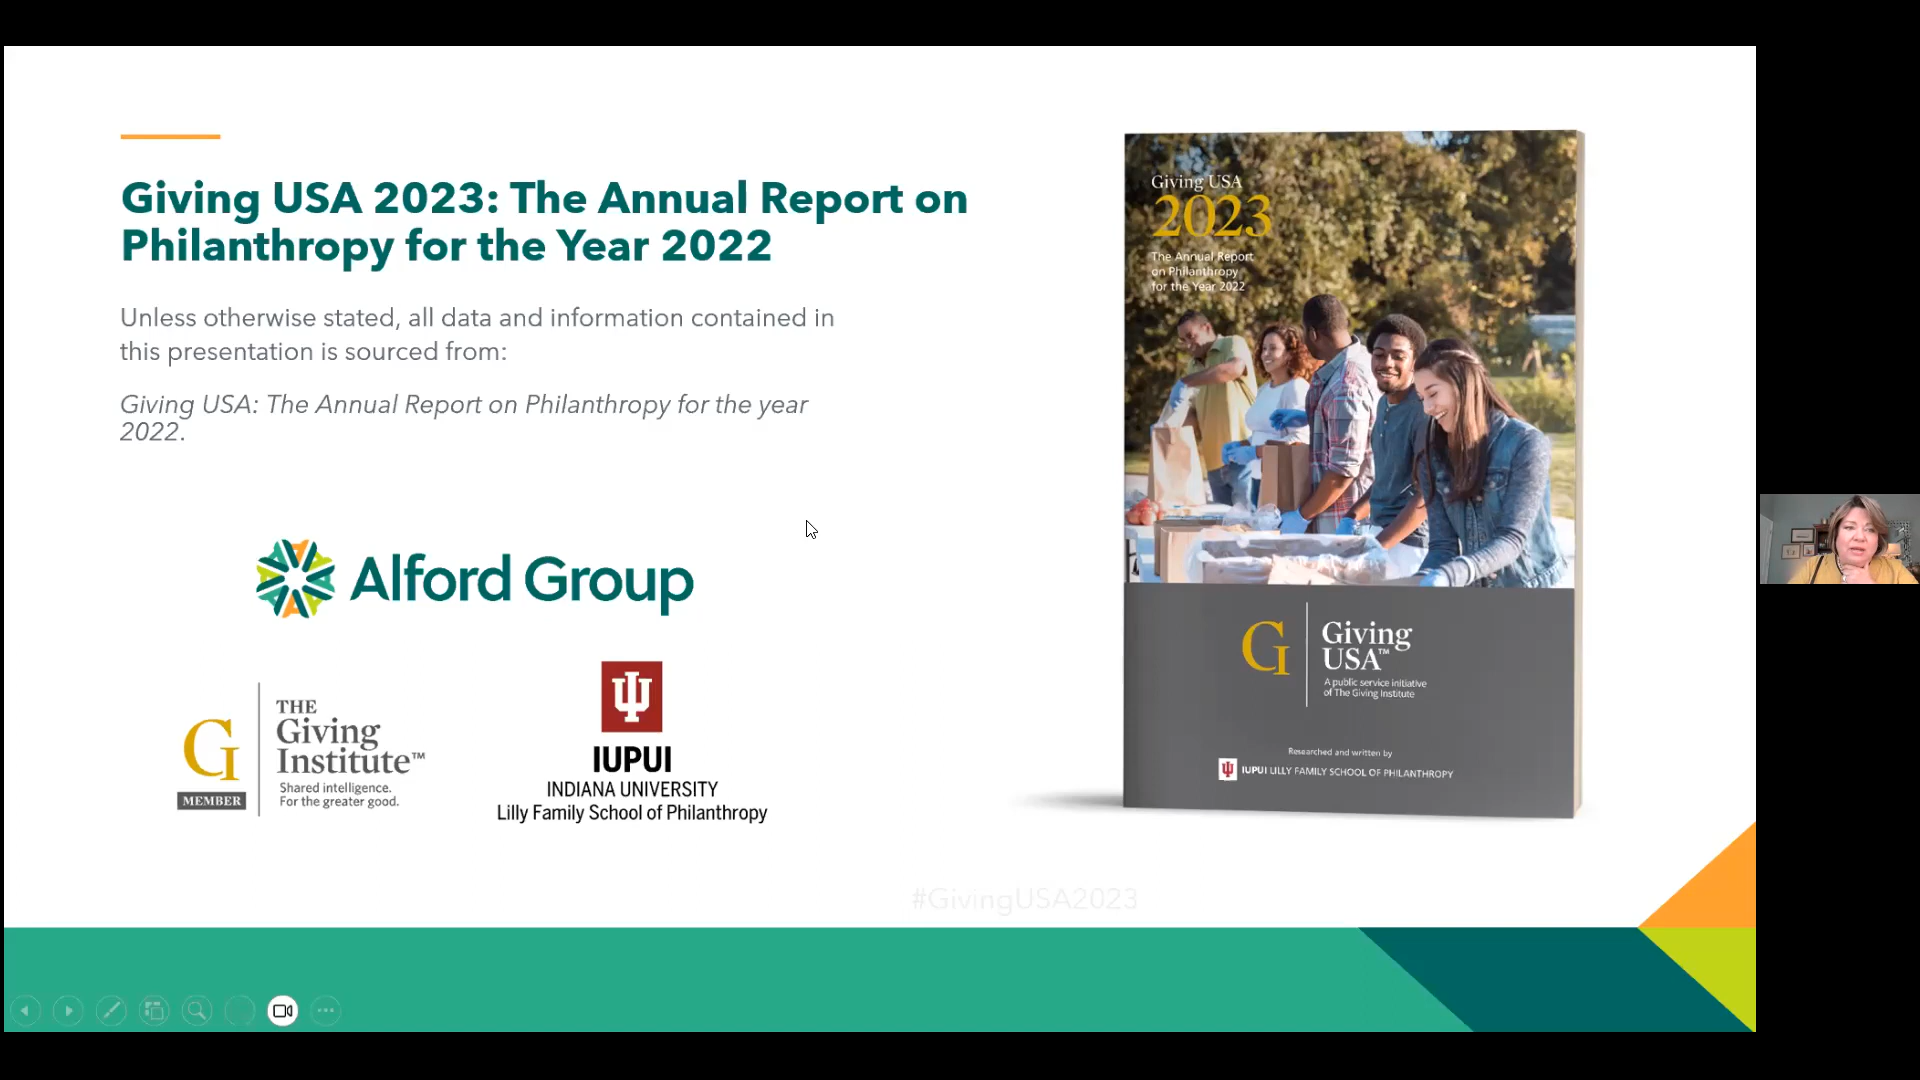 Giving USA 2023: The Annual Report on
Philanthropy for the Year 2022
Unless otherwise stated, all data and information contained in
this presentation is sourced from:
Giving USA: The Annual Report on Philanthropy for the year
2022.
Alford Group
G
MEMBER
THE
Giving
Institute™
Shared intelligence.
For the greater good.
IUPUI
INDIANA UNIVERSITY
Lilly Family School of Philanthropy
Giving USA
2023
The Annual Report
on Philanthropy
for the Year 2022
G
Giving
USA™
A public service initiative
of The Giving Institute
Researched and written by
IUPUI LILLY FAMILY SCHOOL OF PHILANTHROPY
#GivingUSA2023